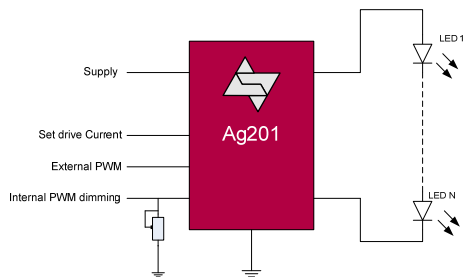 LED 1
Supply
Ag201
Set drive Current
External PWM
Internal PWM dimming
LED N